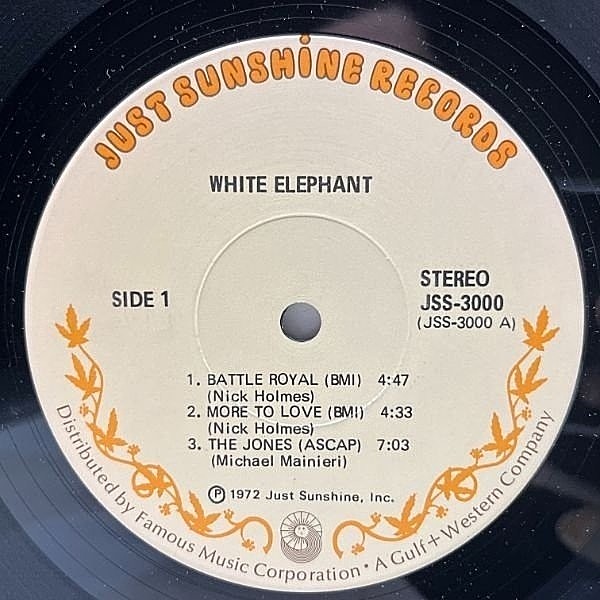 JUST SUNSHINE RECORDS
WHITE ELEPHANT
SIDE 1
STEREO
JSS-3000
(JSS-3000 A)
1. BATTLE ROYAL (BMI) 4:47
(Nick Holmes)
2. MORE TO LOVE (BMI) 4:33
(Nick Holmes)
3. THE JONES (ASCAP) 7:03
(Michael Mainieri)
Ⓟ 1972 Just Sunshine, Inc.
Distributed by Famous Music Corporation • A Gulf+Western Company